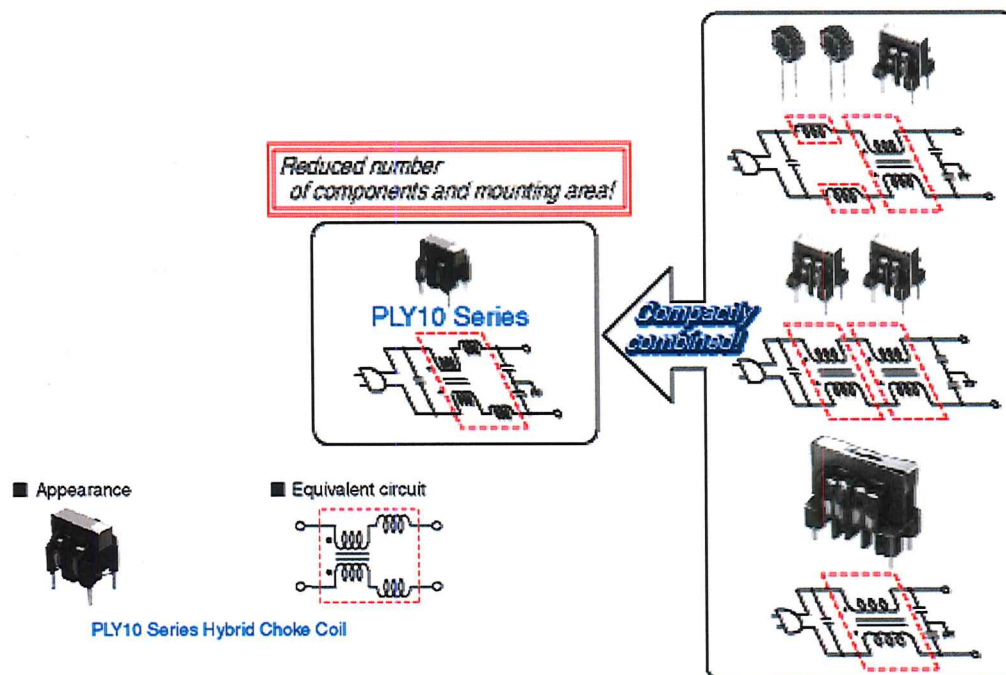 Reduced number
of components and mounting area!
PLY10 Series
Compactly
combined!
■ Appearance
■ Equivalent circuit
PLY10 Series Hybrid Choke Coil